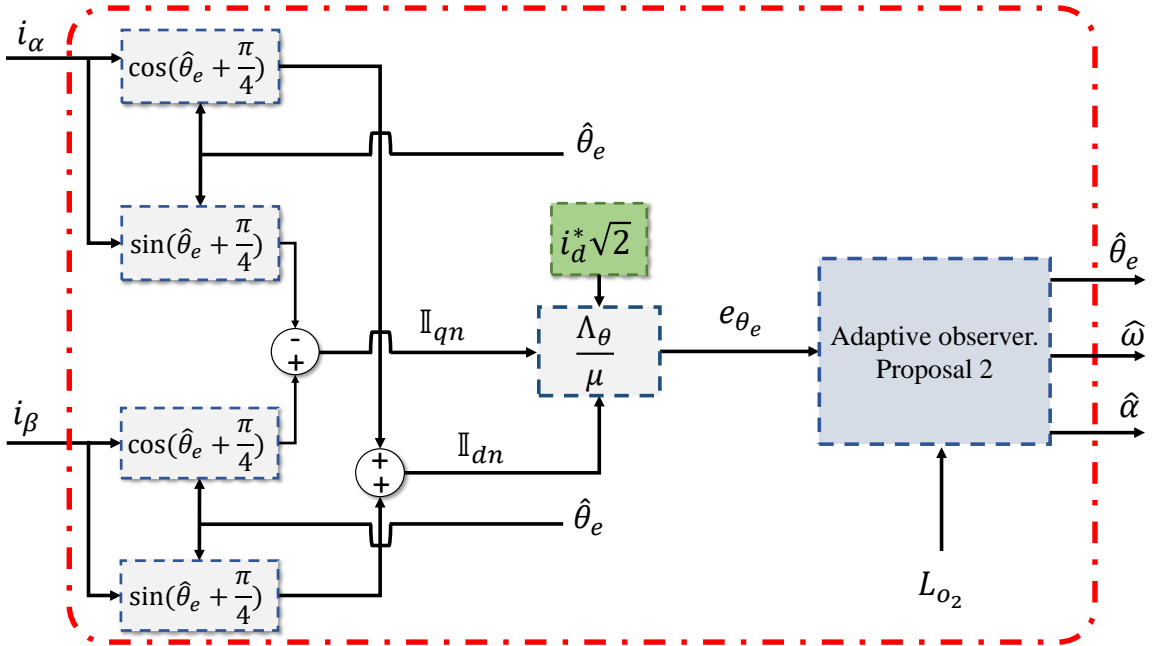 i_α
cos(θ̂_e + π/4)
θ̂_e
sin(θ̂_e + π/4)
i_d^*√2
θ̂_e
-
+
𝕀_qn
Λ_θ/μ
e_θ_e
Adaptive observer.
Proposal 2
ω̂
α̂
i_β
cos(θ̂_e + π/4)
+
+
𝕀_dn
θ̂_e
sin(θ̂_e + π/4)
L_o_2